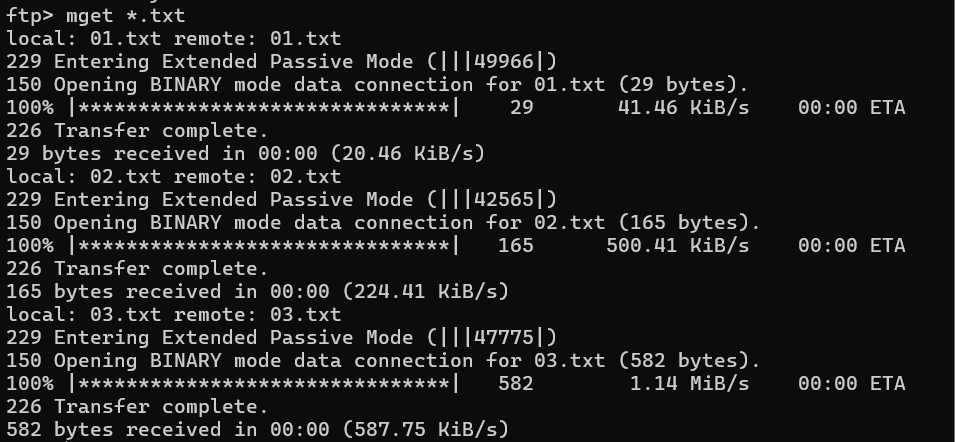 ftp> mget *.txt
local: 01.txt remote: 01.txt
229 Entering Extended Passive Mode (|||49966|)
150 Opening BINARY mode data connection for 01.txt (29 bytes).
100% |*******************************|    29       41.46 KiB/s    00:00 ETA
226 Transfer complete.
29 bytes received in 00:00 (20.46 KiB/s)
local: 02.txt remote: 02.txt
229 Entering Extended Passive Mode (|||42565|)
150 Opening BINARY mode data connection for 02.txt (165 bytes).
100% |*******************************|   165      500.41 KiB/s    00:00 ETA
226 Transfer complete.
165 bytes received in 00:00 (224.41 KiB/s)
local: 03.txt remote: 03.txt
229 Entering Extended Passive Mode (|||47775|)
150 Opening BINARY mode data connection for 03.txt (582 bytes).
100% |*******************************|   582        1.14 MiB/s    00:00 ETA
226 Transfer complete.
582 bytes received in 00:00 (587.75 KiB/s)